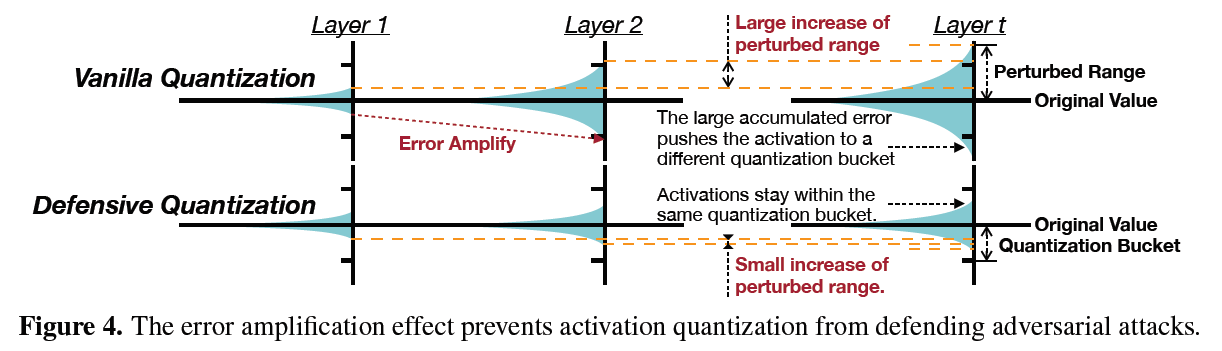 Layer 1
Layer 2
Layer t
Large increase of
perturbed range
Vanilla Quantization
Perturbed Range
Original Value
Error Amplify
The large accumulated error
pushes the activation to a
different quantization bucket
Defensive Quantization
Activations stay within the
same quantization bucket.
Original Value
Quantization Bucket
Small increase of
perturbed range.
Figure 4. The error amplification effect prevents activation quantization from defending adversarial attacks.